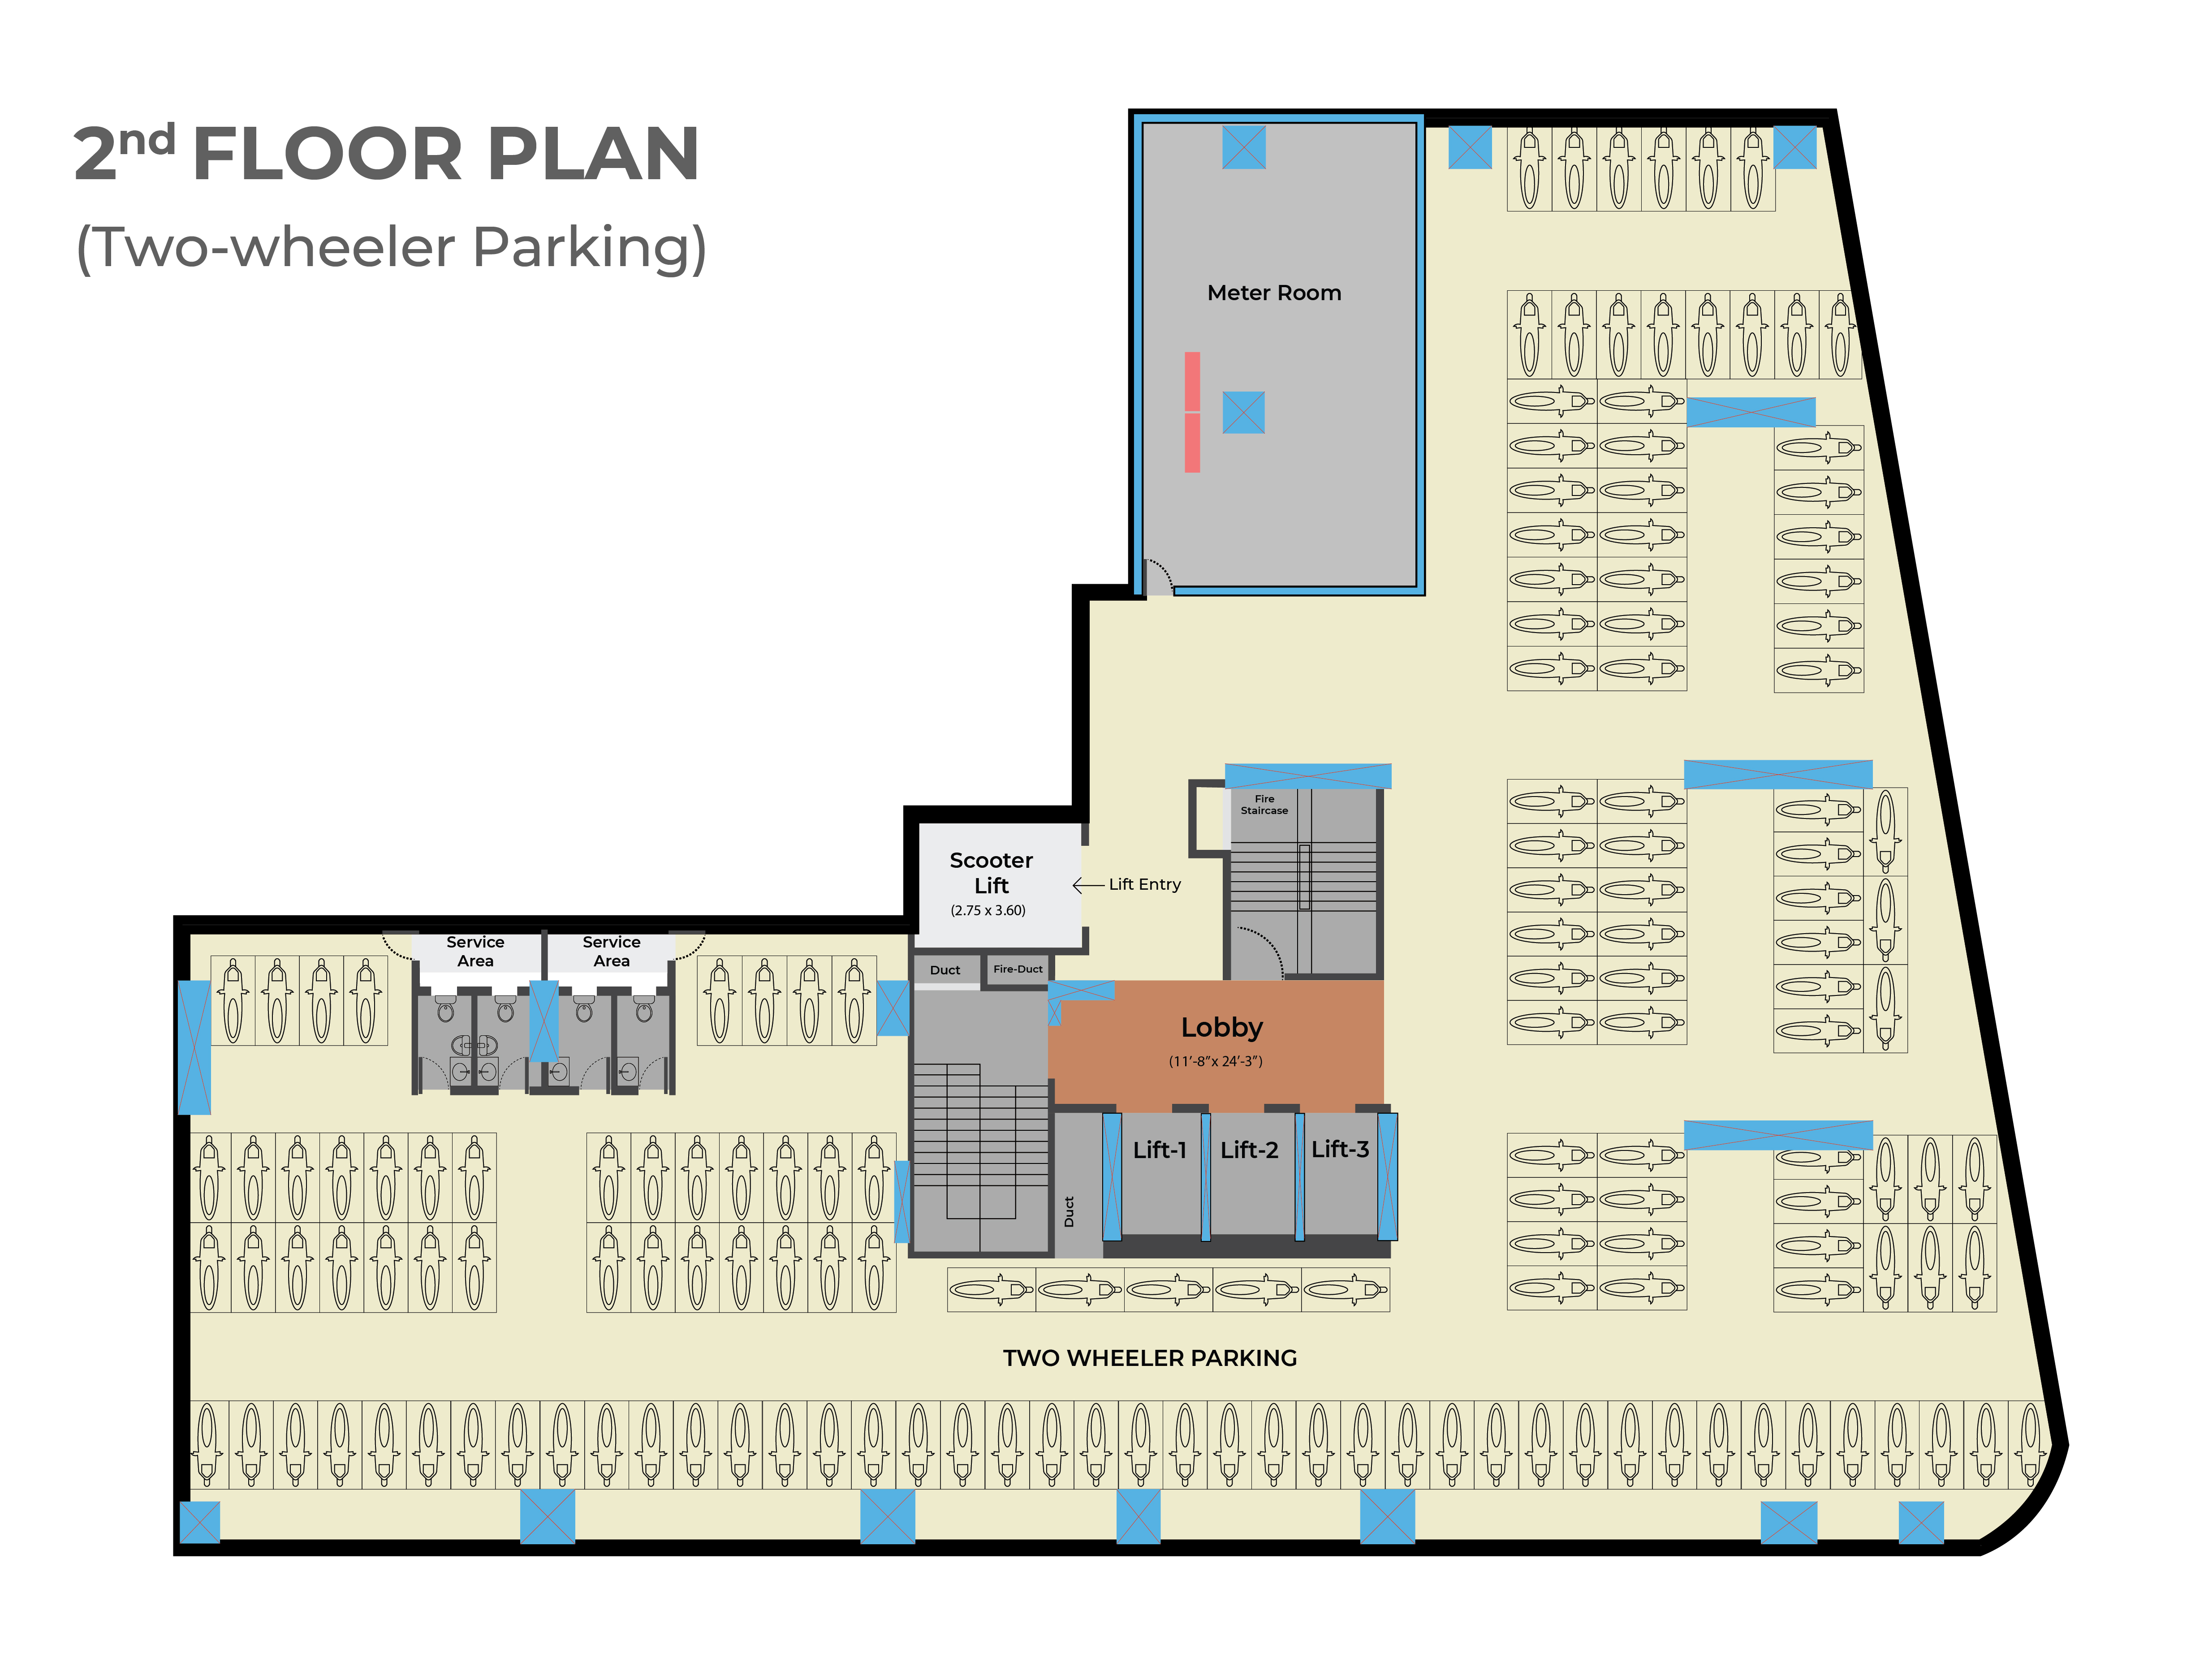 2nd FLOOR PLAN
(Two-wheeler Parking)
Meter Room
Fire
Staircase
Scooter
Lift
(2.75 x 3.60)
Lift Entry
Service
Area
Service
Area
Duct
Fire-Duct
Lobby
(11’-8”x 24’-3”)
Lift-1
Lift-2
Lift-3
Duct
TWO WHEELER PARKING